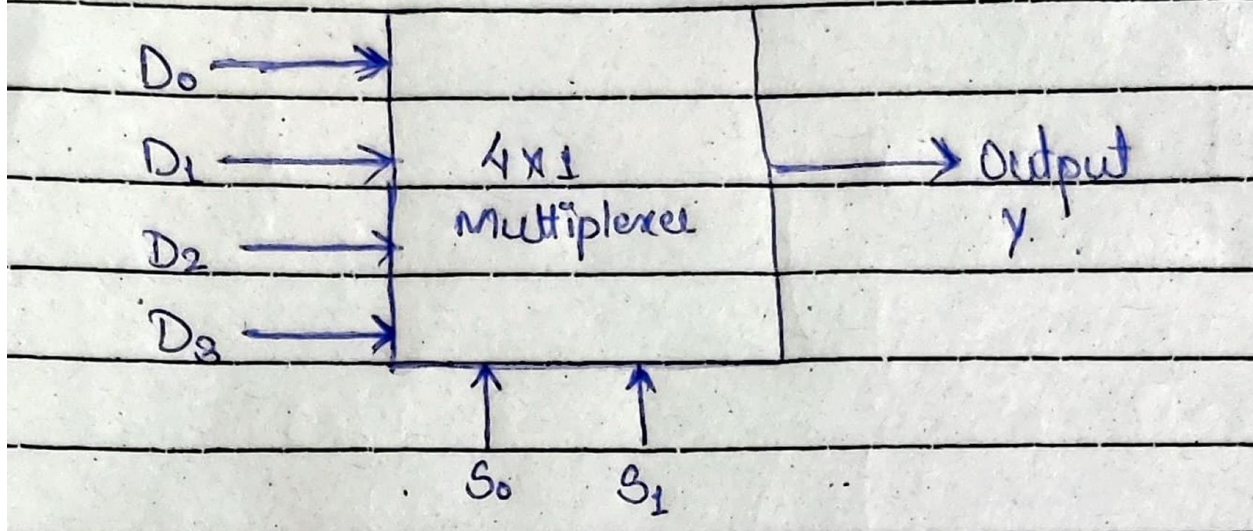 D0
D1
D2
D3
4x1
Multiplexer
Output
Y.
S0 S1